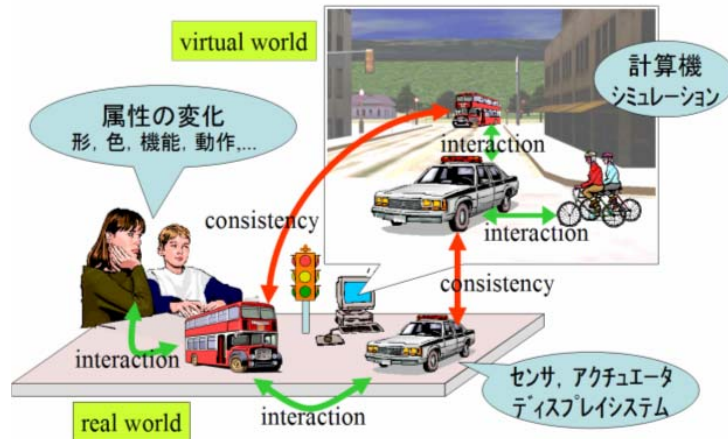 virtual world
計算機
シミュレーション
属性の変化
形, 色, 機能, 動作,...
interaction
consistency
interaction
consistency
interaction
センサ, アクチュエータ
ディスプレイシステム
interaction
real world